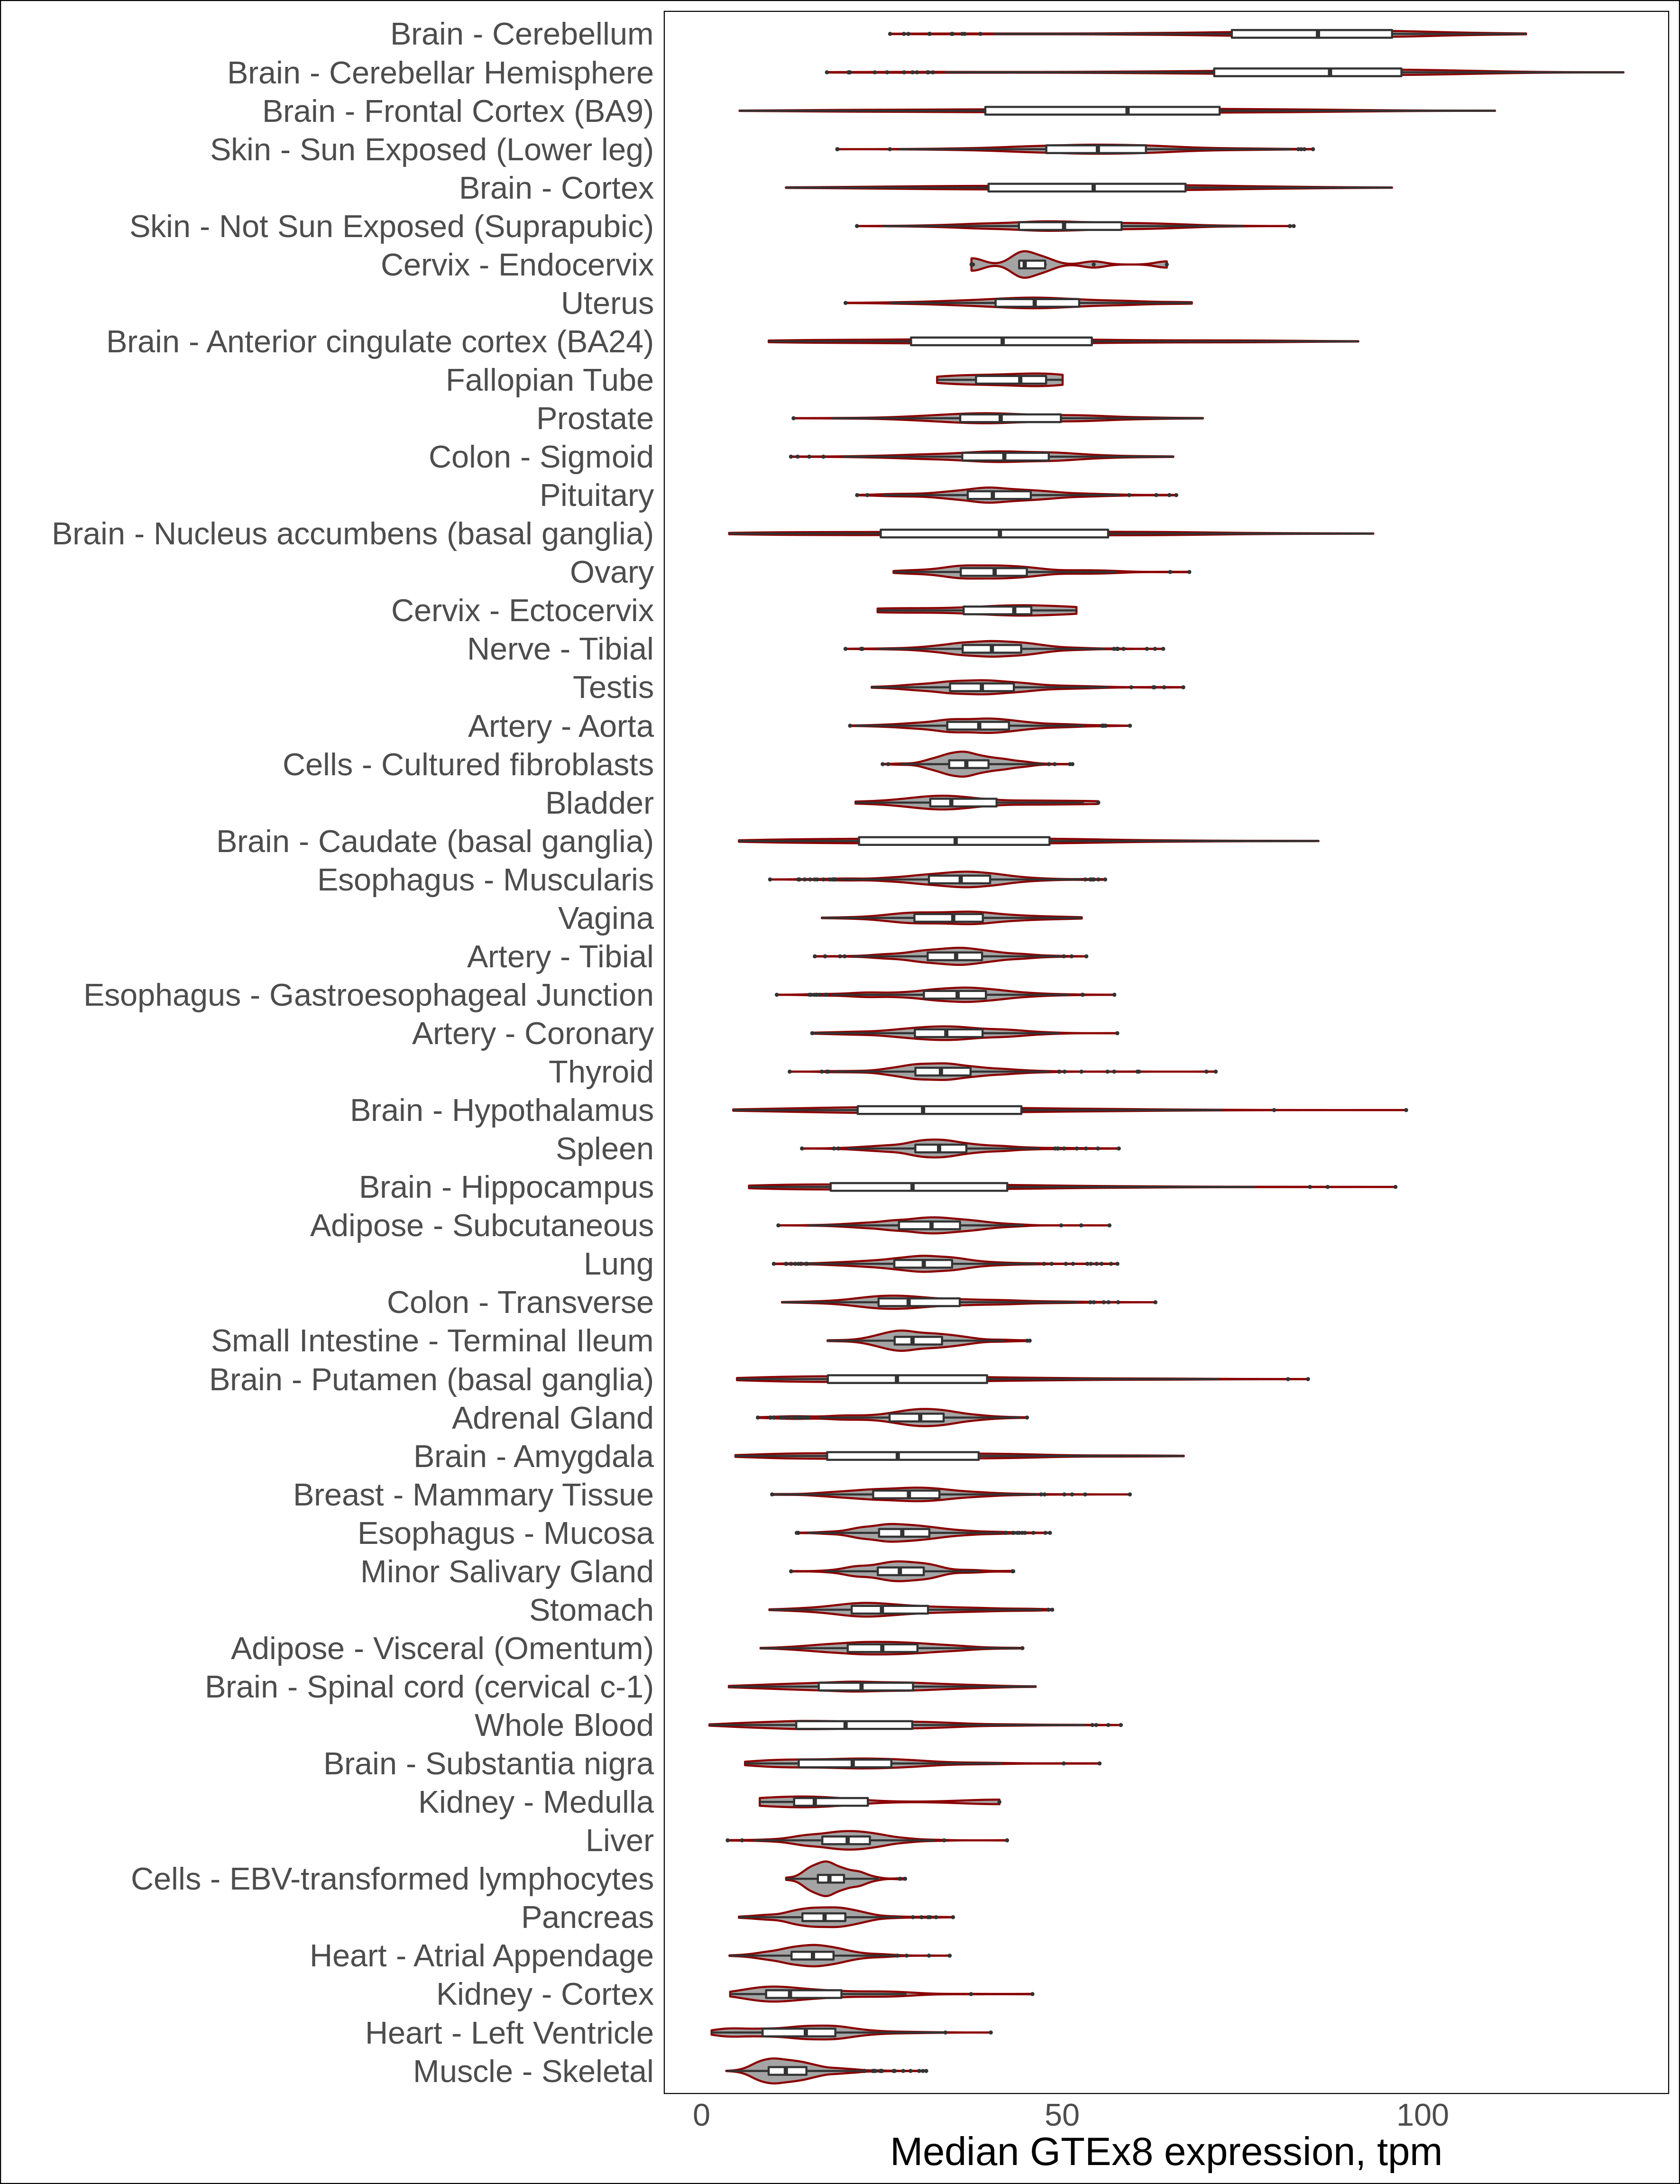 Brain - Cerebellum
Brain - Cerebellar Hemisphere
Brain - Frontal Cortex (BA9)
Skin - Sun Exposed (Lower leg)
Brain - Cortex
Skin - Not Sun Exposed (Suprapubic)
Cervix - Endocervix
Uterus
Brain - Anterior cingulate cortex (BA24)
Fallopian Tube
Prostate
Colon - Sigmoid
Pituitary
Brain - Nucleus accumbens (basal ganglia)
Ovary
Cervix - Ectocervix
Nerve - Tibial
Testis
Artery - Aorta
Cells - Cultured fibroblasts
Bladder
Brain - Caudate (basal ganglia)
Esophagus - Muscularis
Vagina
Artery - Tibial
Esophagus - Gastroesophageal Junction
Artery - Coronary
Thyroid
Brain - Hypothalamus
Spleen
Brain - Hippocampus
Adipose - Subcutaneous
Lung
Colon - Transverse
Small Intestine - Terminal Ileum
Brain - Putamen (basal ganglia)
Adrenal Gland
Brain - Amygdala
Breast - Mammary Tissue
Esophagus - Mucosa
Minor Salivary Gland
Stomach
Adipose - Visceral (Omentum)
Brain - Spinal cord (cervical c-1)
Whole Blood
Brain - Substantia nigra
Kidney - Medulla
Liver
Cells - EBV-transformed lymphocytes
Pancreas
Heart - Atrial Appendage
Kidney - Cortex
Heart - Left Ventricle
Muscle - Skeletal
0 50 100
Median GTEx8 expression, tpm